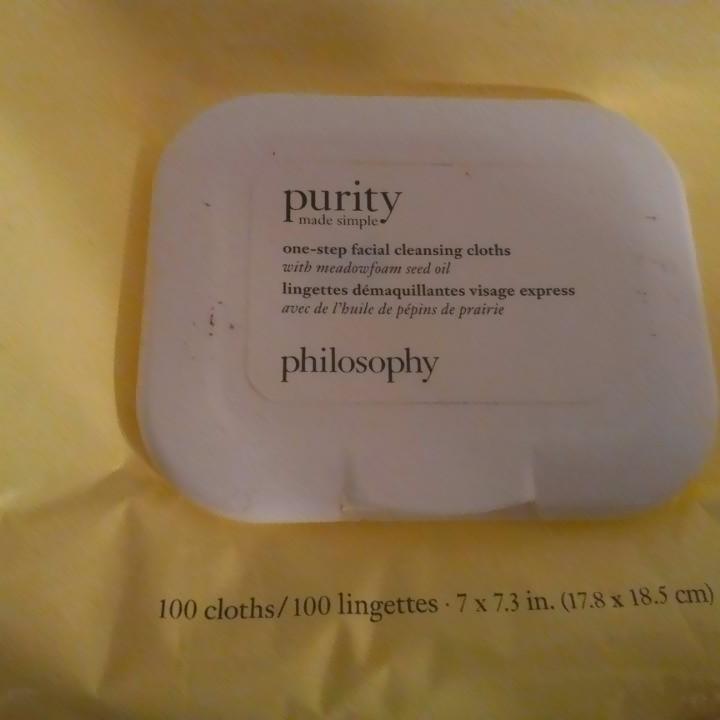 purity
made simple
one-step facial cleansing cloths
with meadowfoam seed oil
lingettes démaquillantes visage express
avec de l'huile de pépins de prairie
philosophy
100 cloths/100 lingettes · 7 x 7.3 in. (17.8 x 18.5 cm)